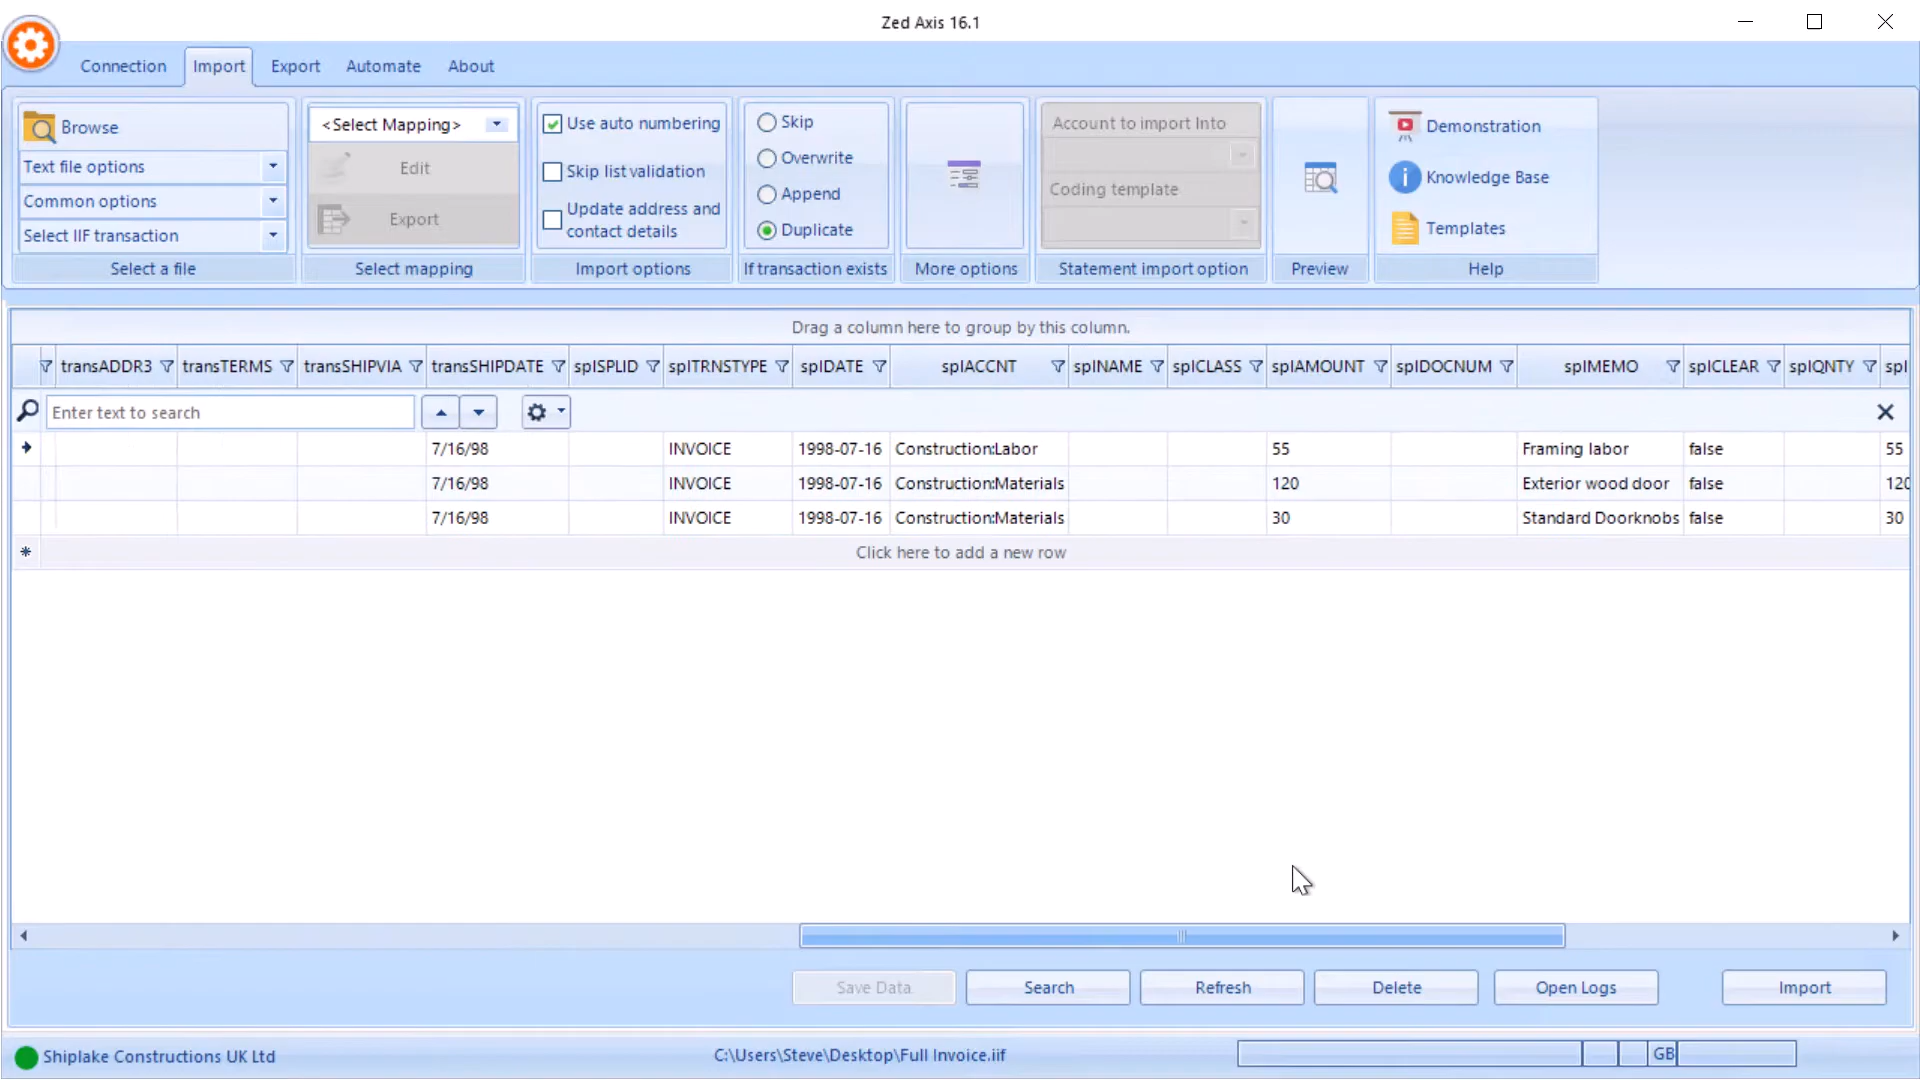 Zed Axis 16.1
Connection Import Export Automate About
Browse
Text file options
Common options
Select IIF transaction
Select a file
<Select Mapping>
Edit
Export
Select mapping
Use auto numbering
Skip list validation
Update address and
contact details
Import options
Skip
Overwrite
Append
Duplicate
If transaction exists
More options
Account to import Into
Coding template
Statement import option
Preview
Demonstration
Knowledge Base
Templates
Help
Drag a column here to group by this column.
transADDR3 transTERMS transSHIPVIA transSHIPDATE splSPLID splTRNSTYPE splDATE splACCNT splNAME splCLASS splAMOUNT splDOCNUM splMEMO splCLEAR splQNTY spl
Enter text to search
7/16/98 INVOICE 1998-07-16 Construction:Labor 55 Framing labor false 55
7/16/98 INVOICE 1998-07-16 Construction:Materials 120 Exterior wood door false 120
7/16/98 INVOICE 1998-07-16 Construction:Materials 30 Standard Doorknobs false 30
Click here to add a new row
Save Data Search Refresh Delete Open Logs Import
Shiplake Constructions UK Ltd C:\Users\Steve\Desktop\Full Invoice.iif GB